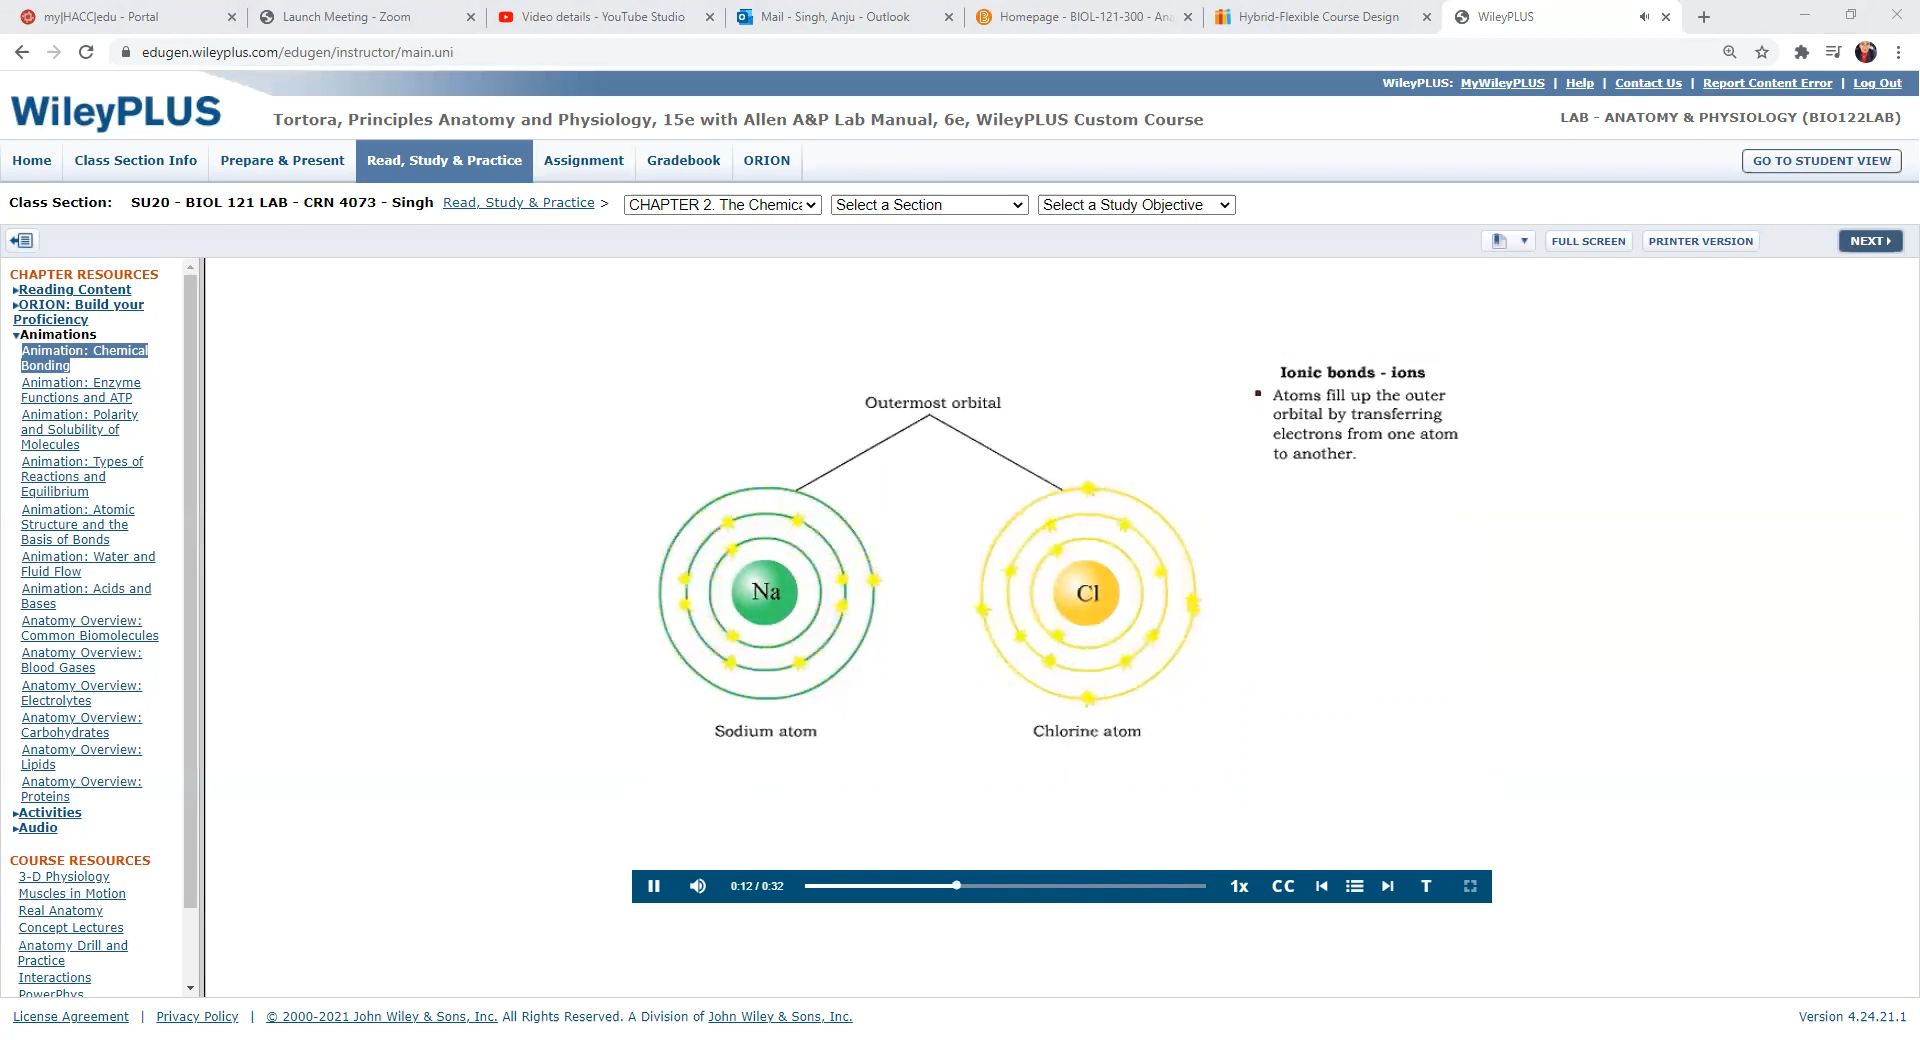 my|HACC|edu - Portal
Launch Meeting - Zoom
Video details - YouTube Studio
Mail - Singh, Anju - Outlook
Homepage - BIOL-121-300 - Ana
Hybrid-Flexible Course Design
WileyPLUS
edugen.wileyplus.com/edugen/instructor/main.uni
WileyPLUS: MyWileyPLUS | Help | Contact Us | Report Content Error | Log Out
WileyPLUS
Tortora, Principles Anatomy and Physiology, 15e with Allen A&P Lab Manual, 6e, WileyPLUS Custom Course
LAB - ANATOMY & PHYSIOLOGY (BIO122LAB)
Home
Class Section Info
Prepare & Present
Read, Study & Practice
Assignment
Gradebook
ORION
GO TO STUDENT VIEW
Class Section: SU20 - BIOL 121 LAB - CRN 4073 - Singh Read, Study & Practice >
CHAPTER 2. The Chemica
Select a Section
Select a Study Objective
FULL SCREEN
PRINTER VERSION
NEXT
CHAPTER RESOURCES
Reading Content
ORION: Build your
Proficiency
Animations
Animation: Chemical
Bonding
Animation: Enzyme
Functions and ATP
Animation: Polarity
and Solubility of
Molecules
Animation: Types of
Reactions and
Equilibrium
Animation: Atomic
Structure and the
Basis of Bonds
Animation: Water and
Fluid Flow
Animation: Acids and
Bases
Anatomy Overview:
Common Biomolecules
Anatomy Overview:
Blood Gases
Anatomy Overview:
Electrolytes
Anatomy Overview:
Carbohydrates
Anatomy Overview:
Lipids
Anatomy Overview:
Proteins
Activities
Audio
COURSE RESOURCES
3-D Physiology
Muscles in Motion
Real Anatomy
Concept Lectures
Anatomy Drill and
Practice
Interactions
PowerPhys
Outermost orbital
Na
Cl
Sodium atom
Chlorine atom
Ionic bonds - ions
Atoms fill up the outer
orbital by transferring
electrons from one atom
to another.
0:12 / 0:32
1x
CC
T
License Agreement | Privacy Policy | © 2000-2021 John Wiley & Sons, Inc. All Rights Reserved. A Division of John Wiley & Sons, Inc.
Version 4.24.21.1